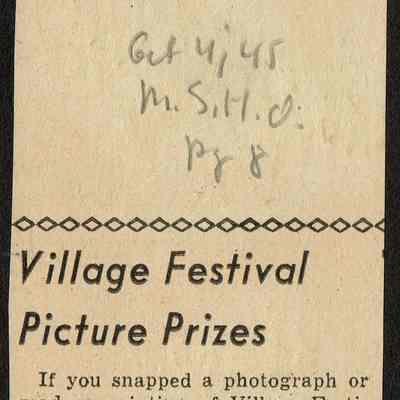 Oct 4, 45
M.S.H.O.
pg 8
Village Festival
Picture Prizes
If you snapped a photograph or